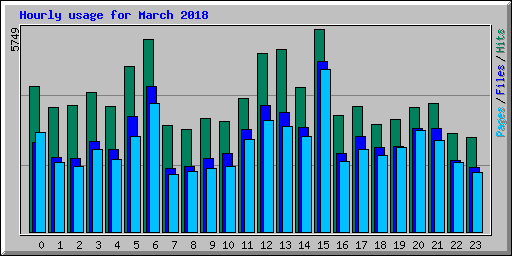 Hourly usage for March 2018
5749
Pages / Files / Hits
0 1 2 3 4 5 6 7 8 9 10 11 12 13 14 15 16 17 18 19 20 21 22 23